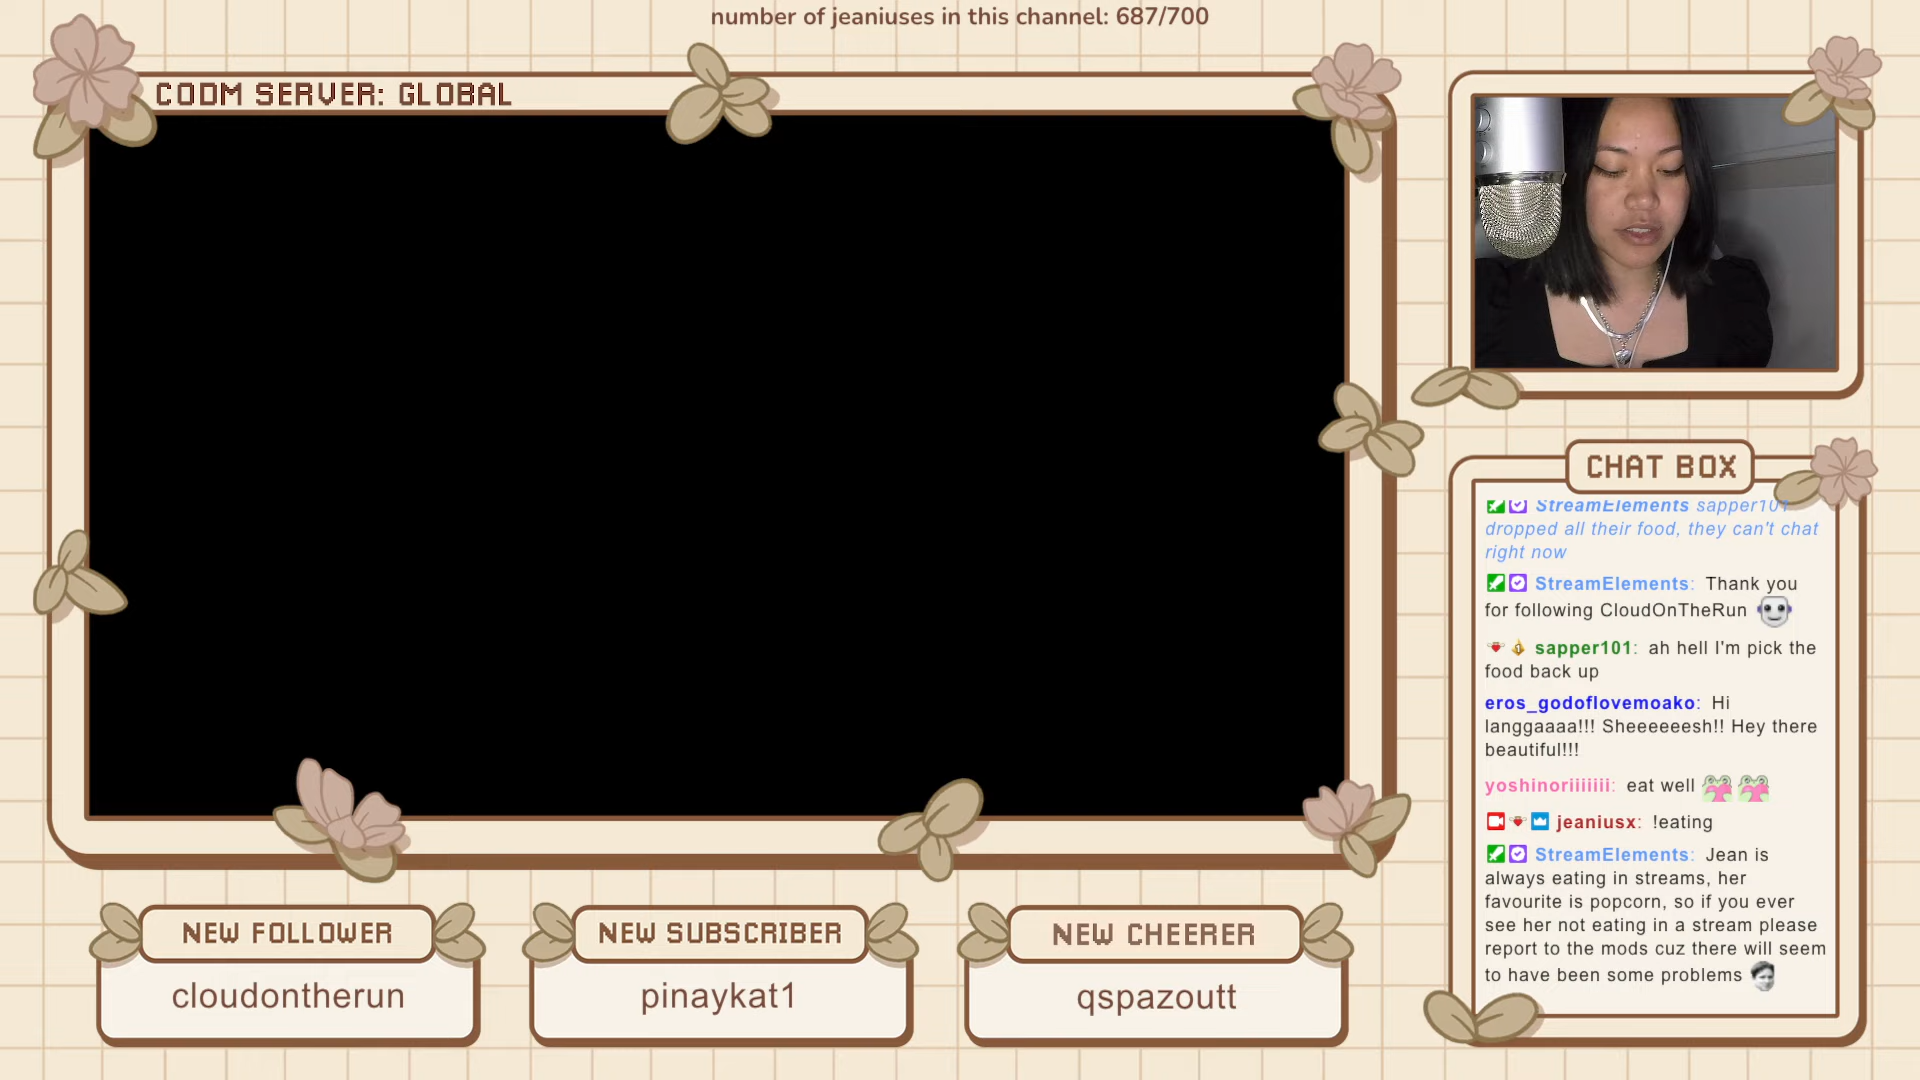 number of jeaniuses in this channel: 687/700
CODM SERVER: GLOBAL
CHAT BOX
StreamElements sapper101
dropped all their food, they can't chat
right now
StreamElements: Thank you
for following CloudOnTheRun
sapper101: ah hell I'm pick the
food back up
eros_godoflovemoako: Hi
langgaaaa!!! Sheeeeeesh!! Hey there
beautiful!!!
yoshinoriiiiiii: eat well
jeaniusx: !eating
StreamElements: Jean is
always eating in streams, her
favourite is popcorn, so if you ever
see her not eating in a stream please
report to the mods cuz there will seem
to have been some problems
NEW FOLLOWER
cloudontherun
NEW SUBSCRIBER
pinaykat1
NEW CHEERER
qspazoutt